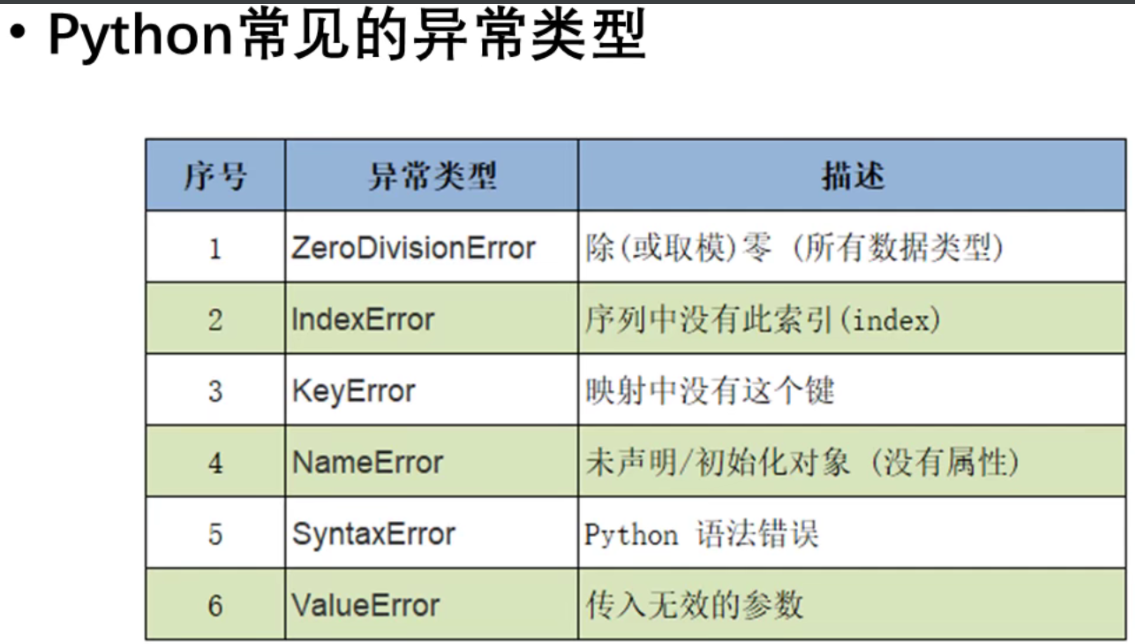 • Python常见的异常类型
序号 异常类型 描述
1 ZeroDivisionError 除(或取模)零 (所有数据类型)
2 IndexError 序列中没有此索引(index)
3 KeyError 映射中没有这个键
4 NameError 未声明/初始化对象 (没有属性)
5 SyntaxError Python 语法错误
6 ValueError 传入无效的参数